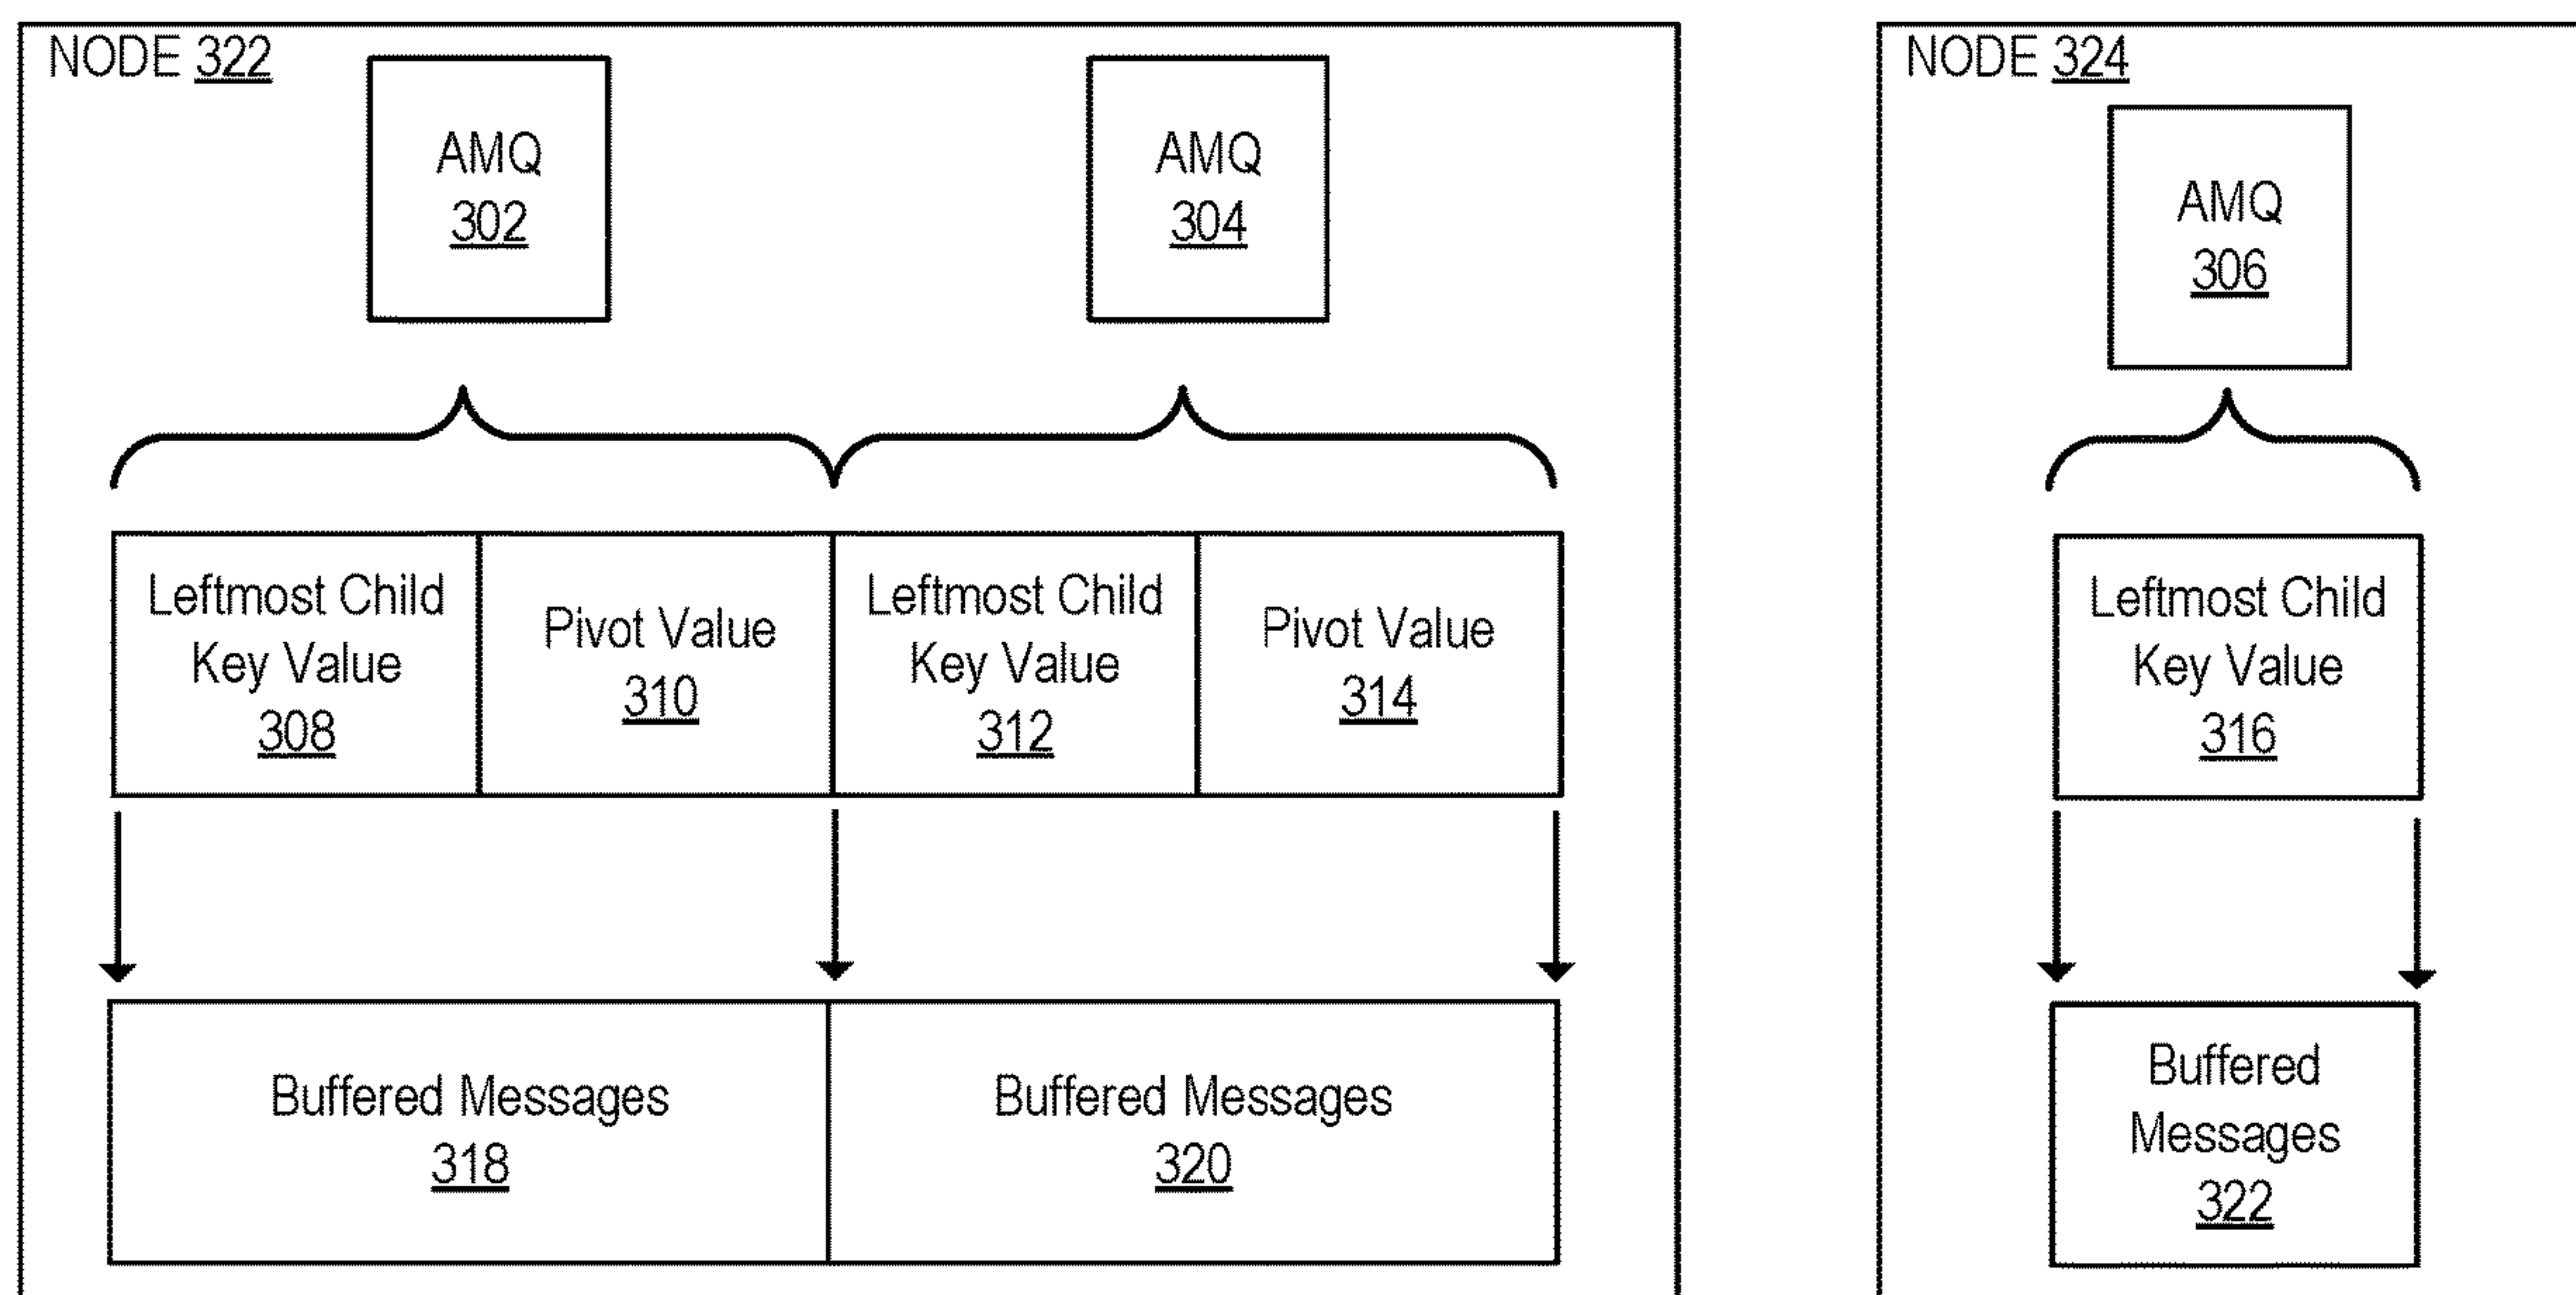 NODE 322
AMQ
302
AMQ
304
Leftmost Child
Key Value
308
Pivot Value
310
Leftmost Child
Key Value
312
Pivot Value
314
Buffered Messages
318
Buffered Messages
320
NODE 324
AMQ
306
Leftmost Child
Key Value
316
Buffered
Messages
322